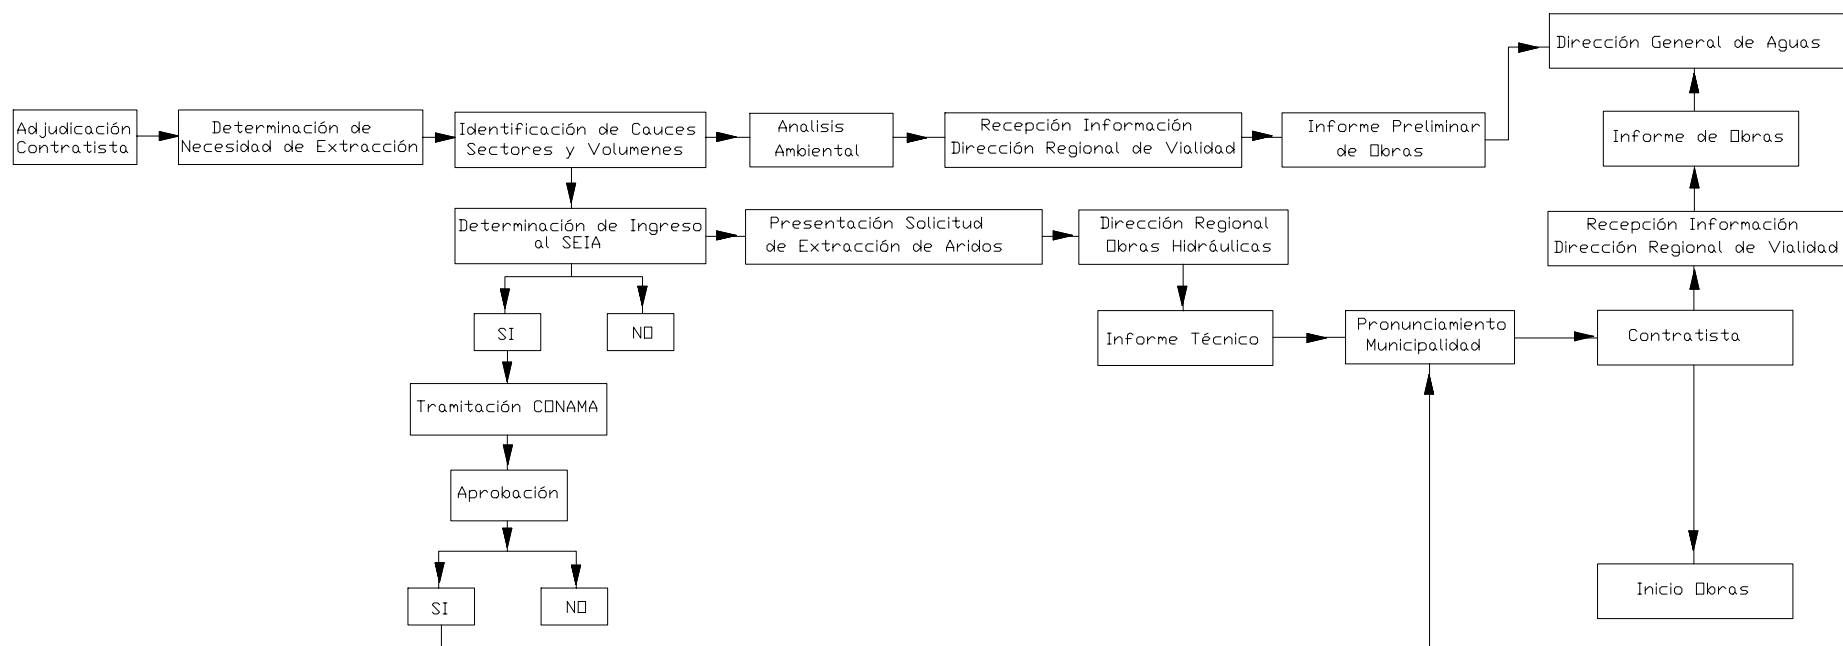 Adjudicación
Contratista
Determinación de
Necesidad de Extracción
Identificación de Cauces
Sectores y Volumenes
Analisis
Ambiental
Recepción Información
Dirección Regional de Vialidad
Informe Preliminar
de Obras
Dirección General de Aguas
Informe de Obras
Recepción Información
Dirección Regional de Vialidad
Determinación de Ingreso
al SEIA
Presentación Solicitud
de Extracción de Aridos
Dirección Regional
Obras Hidráulicas
SI
NO
Informe Técnico
Pronunciamiento
Municipalidad
Contratista
Tramitación CONAMA
Aprobación
SI
NO
Inicio Obras